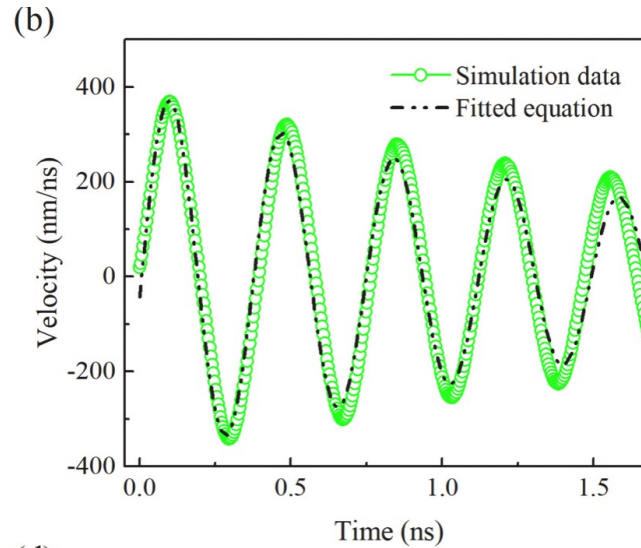 (b)
400
200
0
-200
-400
Velocity (nm/ns)
Simulation data
Fitted equation
0.0
0.5
1.0
1.5
Time (ns)